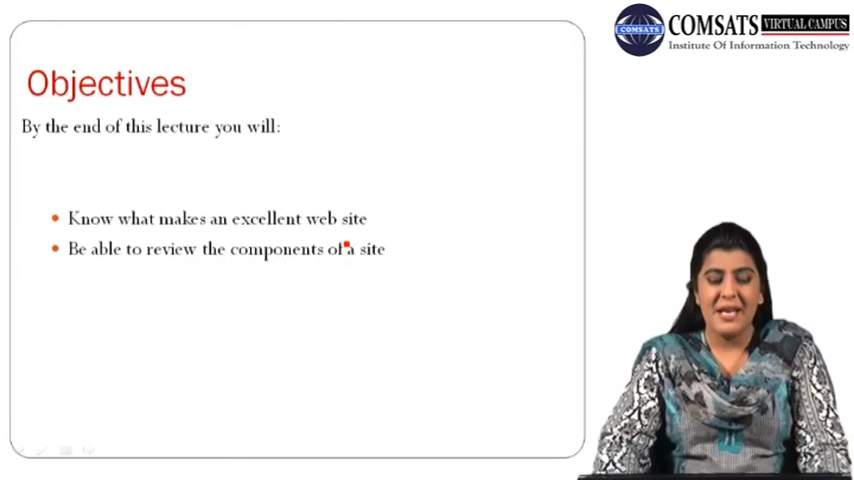 COMSATS VIRTUAL CAMPUS
COMSATS
Institute Of Information Technology
Objectives
By the end of this lecture you will:
Know what makes an excellent web site
Be able to review the components of a site